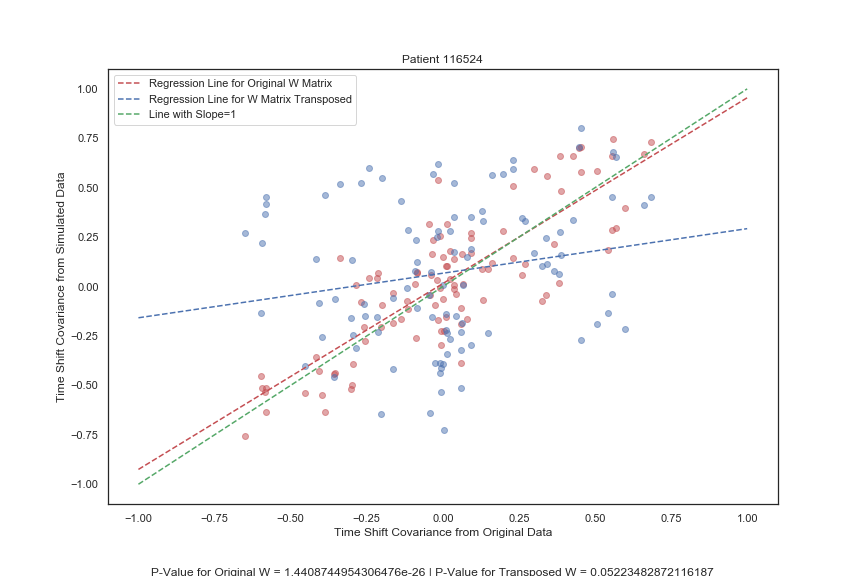 Patient 116524
Regression Line for Original W Matrix
Regression Line for W Matrix Transposed
Line with Slope=1
1.00
0.75
0.50
0.25
0.00
−0.25
−0.50
−0.75
−1.00
Time Shift Covariance from Simulated Data
−1.00 −0.75 −0.50 −0.25 0.00 0.25 0.50 0.75 1.00
Time Shift Covariance from Original Data
P-Value for Original W = 1.4408744954306476e-26 | P-Value for Transposed W = 0.05223482872116187